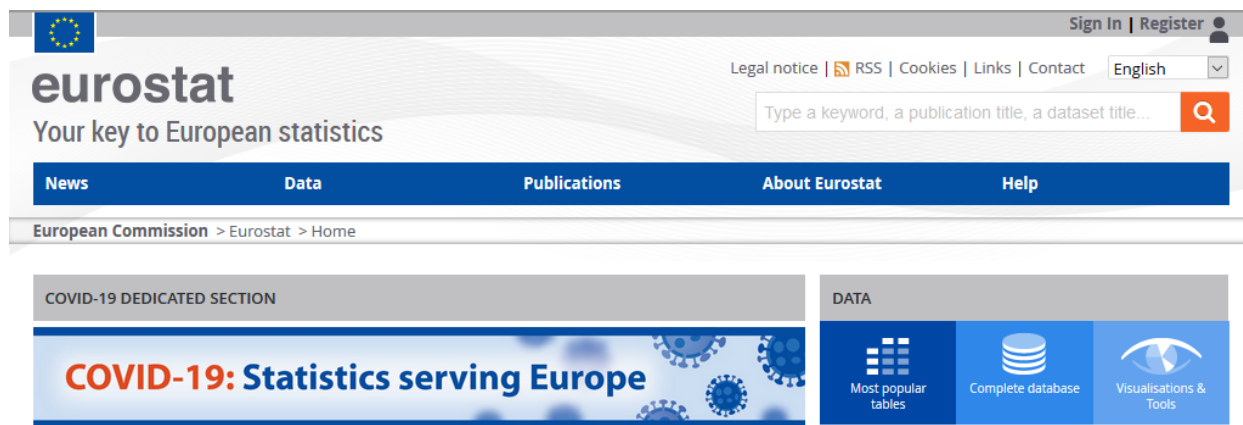 Sign In | Register
eurostat
Your key to European statistics
Legal notice | RSS | Cookies | Links | Contact English
Type a keyword, a publication title, a dataset title...
News Data Publications About Eurostat Help
European Commission > Eurostat > Home
COVID-19 DEDICATED SECTION
COVID-19: Statistics serving Europe
DATA
Most popular
tables
Complete database
Visualisations &
Tools